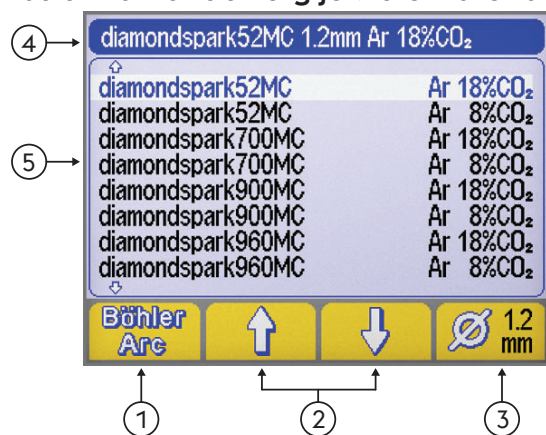 ④ diamondspark52MC 1.2mm Ar 18%CO₂
diamondspark52MC Ar 18%CO₂
diamondspark52MC Ar 8%CO₂
diamondspark700MC Ar 18%CO₂
⑤ diamondspark700MC Ar 8%CO₂
diamondspark900MC Ar 18%CO₂
diamondspark900MC Ar 8%CO₂
diamondspark960MC Ar 18%CO₂
diamondspark960MC Ar 8%CO₂
Böhler
Arc
Ø 1.2
mm
① ② ③